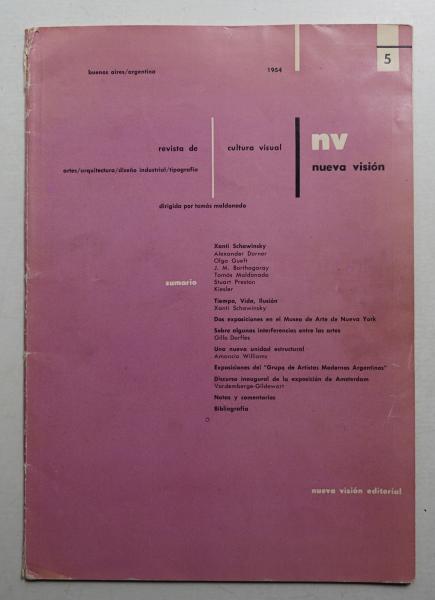 buenos aires/argentina
1954
5
revista de
cultura visual
nv
artes/arquitectura/diseño industrial/tipografía
nueva visión
dirigida por tomás maldonado
sumario
Xanti Schawinsky
Alexander Dorner
Olga Gueft
J. M. Borthagaray
Tomás Maldonado
Stuart Preston
Kiesler
Tiempo, Vida, Ilusión
Xanti Schawinsky
Dos exposiciones en el Museo de Arte de Nueva York
Sobre algunas interferencias entre las artes
Gillo Dorfles
Una nueva unidad estructural
Amancio Williams
Exposiciones del "Grupo de Artistas Modernos Argentinos"
Discurso inaugural de la exposición de Amsterdam
Vordemberge-Gildewart
Notas y comentarios
Bibliografía
nueva visión editorial